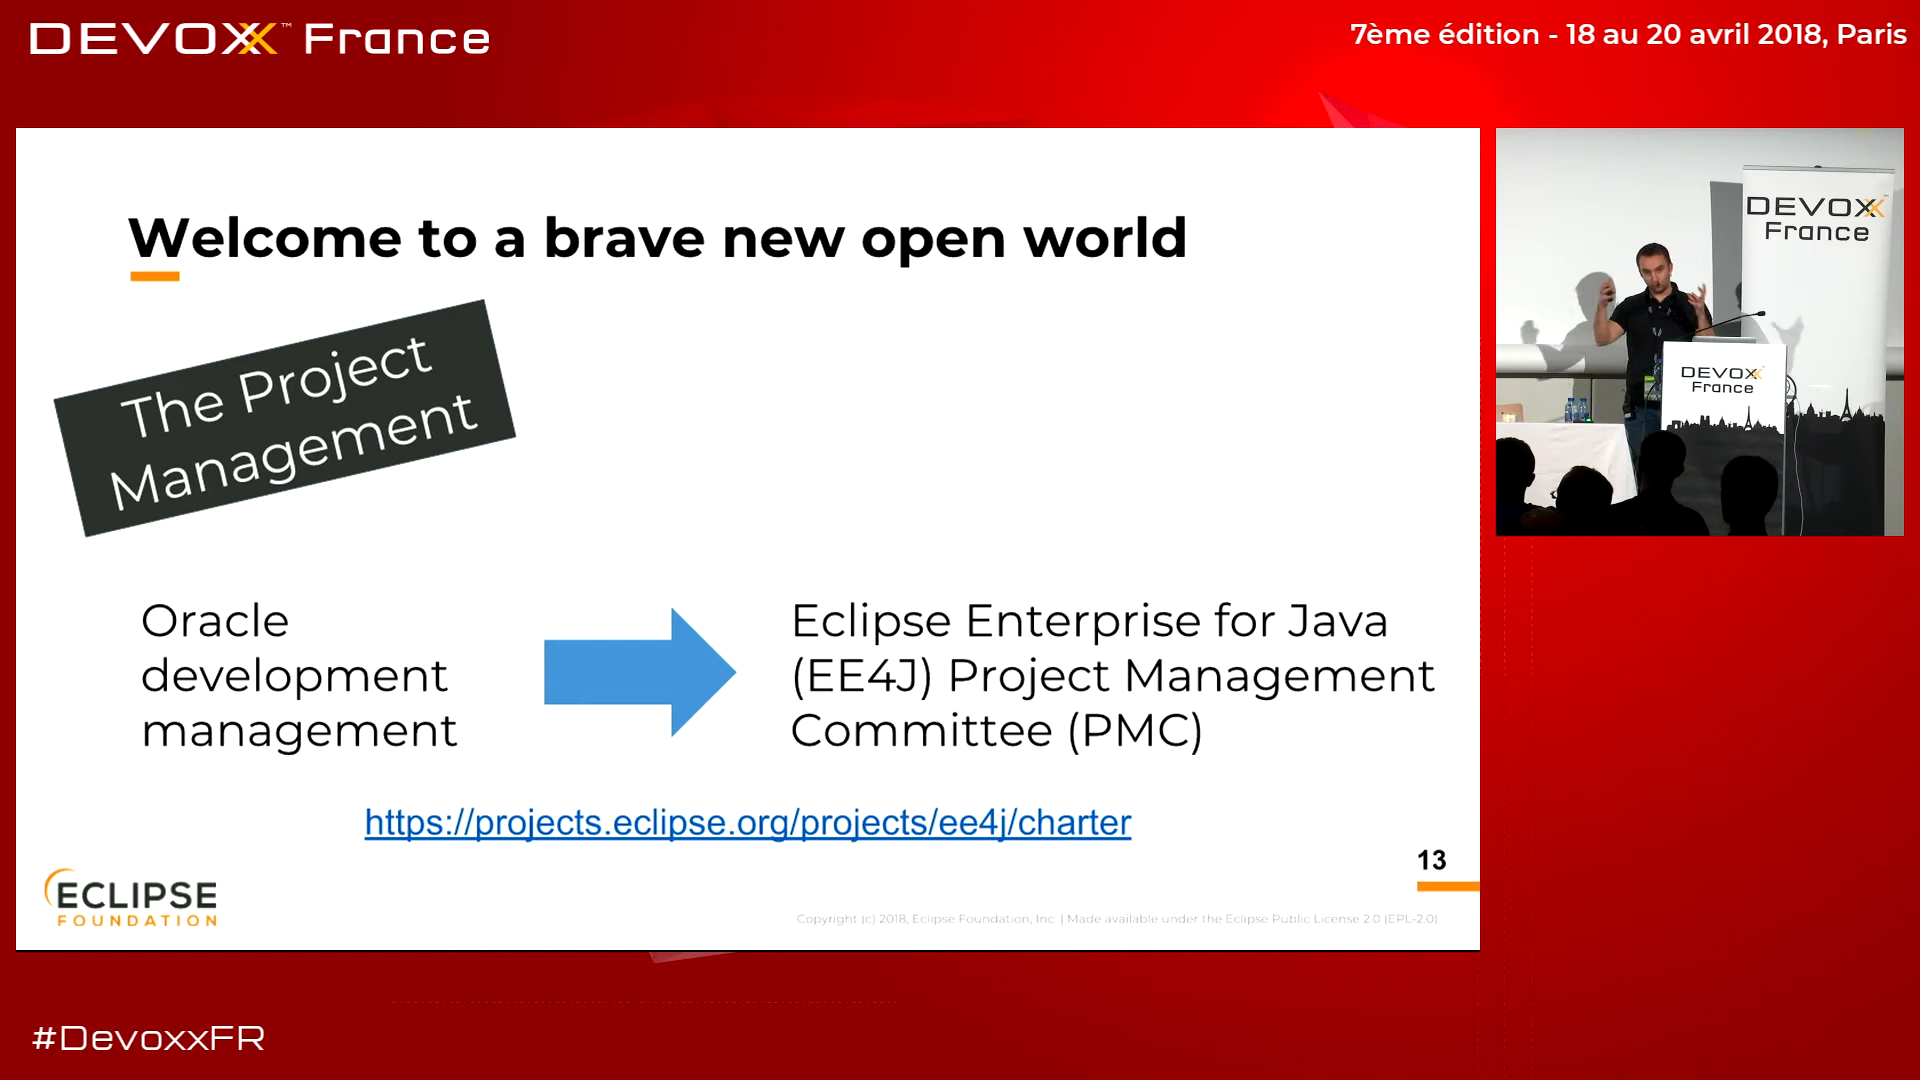 DEVOXX™ France
7ème édition - 18 au 20 avril 2018, Paris
Welcome to a brave new open world
The Project
Management
Oracle
development
management
Eclipse Enterprise for Java
(EE4J) Project Management
Committee (PMC)
https://projects.eclipse.org/projects/ee4j/charter
13
ECLIPSE
FOUNDATION
Copyright (c) 2018, Eclipse Foundation, Inc. | Made available under the Eclipse Public License 2.0 (EPL-2.0)
DEVOXX
France
DEVOXX
France
#DevoxxFR